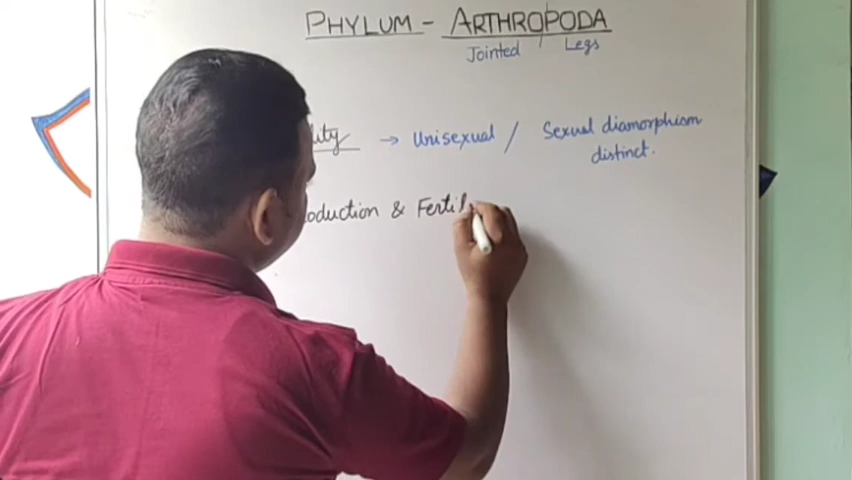 PHYLUM - ARTHROPODA
Jointed Legs
→ Unisexual / Sexual diamorphism
distinct.
& Fertil